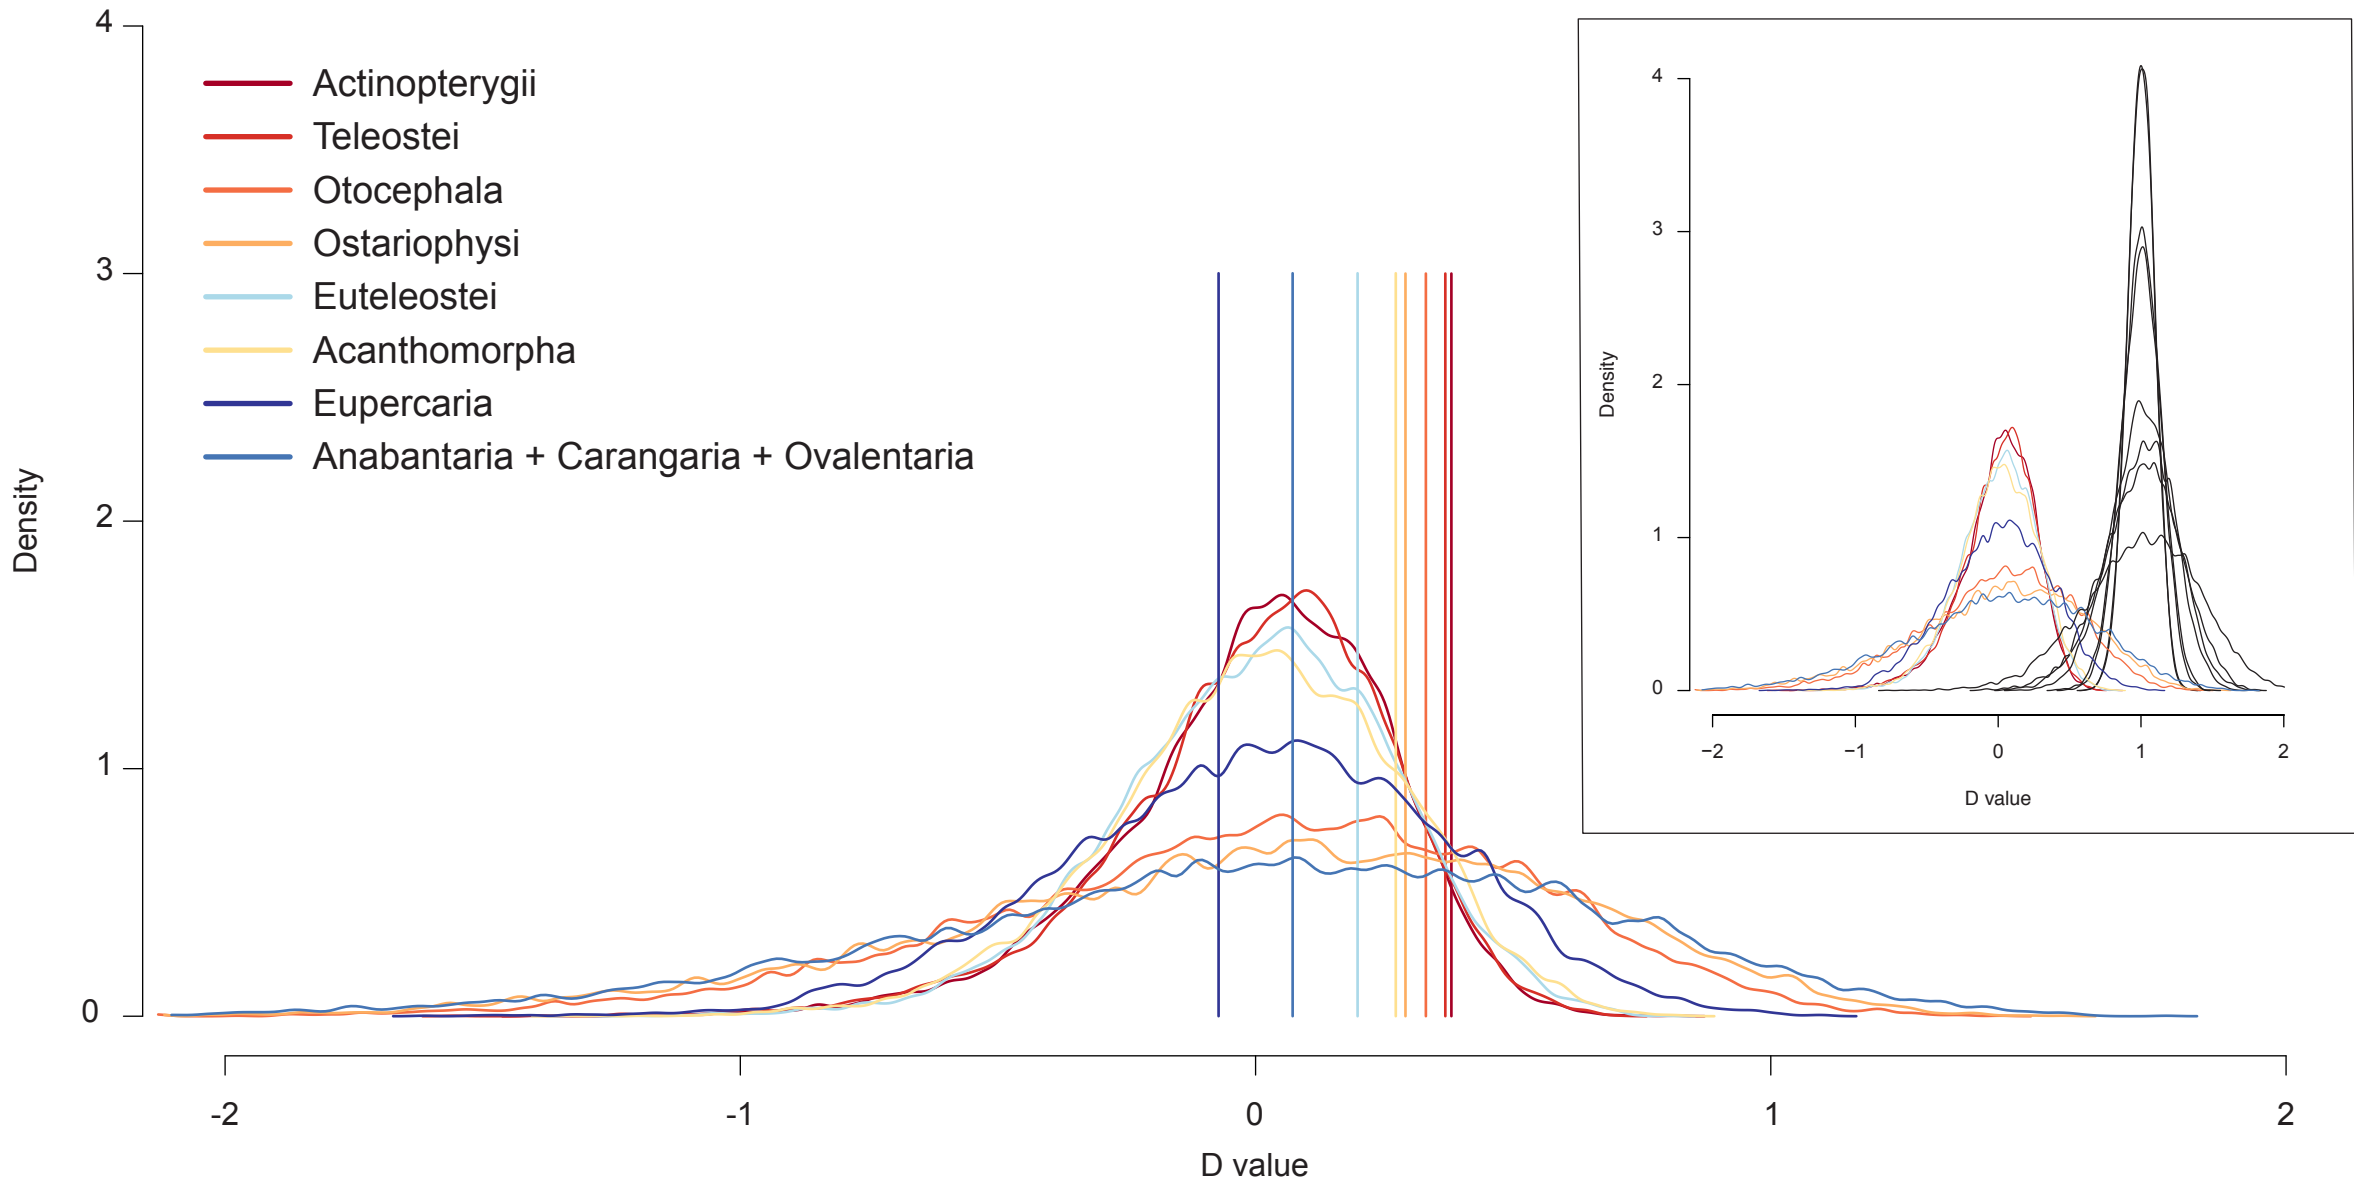 4
3
2
1
0
Density
Actinopterygii
Teleostei
Otocephala
Ostariophysi
Euteleostei
Acanthomorpha
Eupercaria
Anabantaria + Carangaria + Ovalentaria
-2
-1
0
1
2
D value
4
3
2
1
0
Density
−2
−1
0
1
2
D value